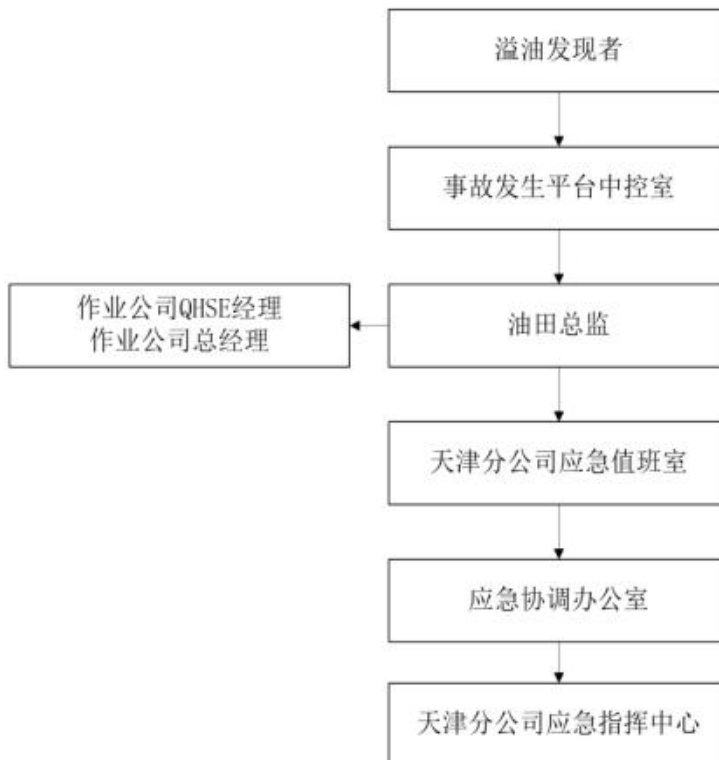 溢油发现者
事故发生平台中控室
作业公司QHSE经理
作业公司总经理
油田总监
天津分公司应急值班室
应急协调办公室
天津分公司应急指挥中心